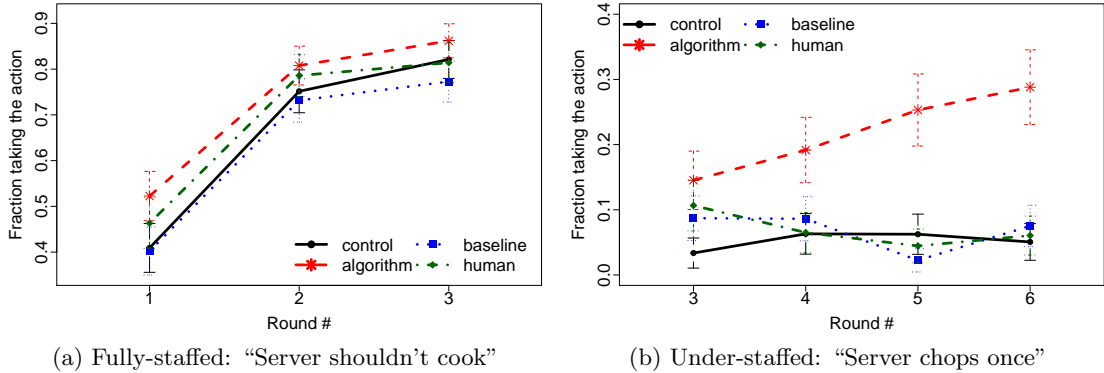 Fraction taking the action
0.9
0.8
0.7
0.6
0.5
0.4
1 2 3
Round #
control baseline
algorithm human
(a) Fully-staffed: “Server shouldn’t cook”
Fraction taking the action
0.4
0.3
0.2
0.1
0.0
control baseline
algorithm human
3 4 5 6
Round #
(b) Under-staffed: “Server chops once”